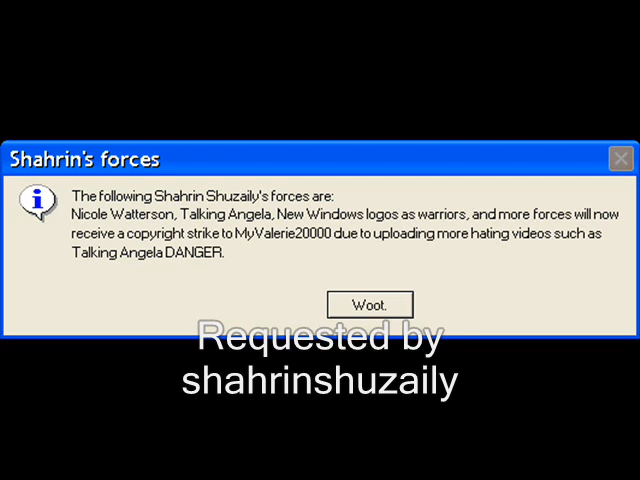 Shahrin's forces
The following Shahrin Shuzaily's forces are:
Nicole Watterson, Talking Angela, New Windows logos as warriors, and more forces will now
receive a copyright strike to MyValerie20000 due to uploading more hating videos such as
Talking Angela DANGER.
Woot.
Requested by
shahrinshuzaily